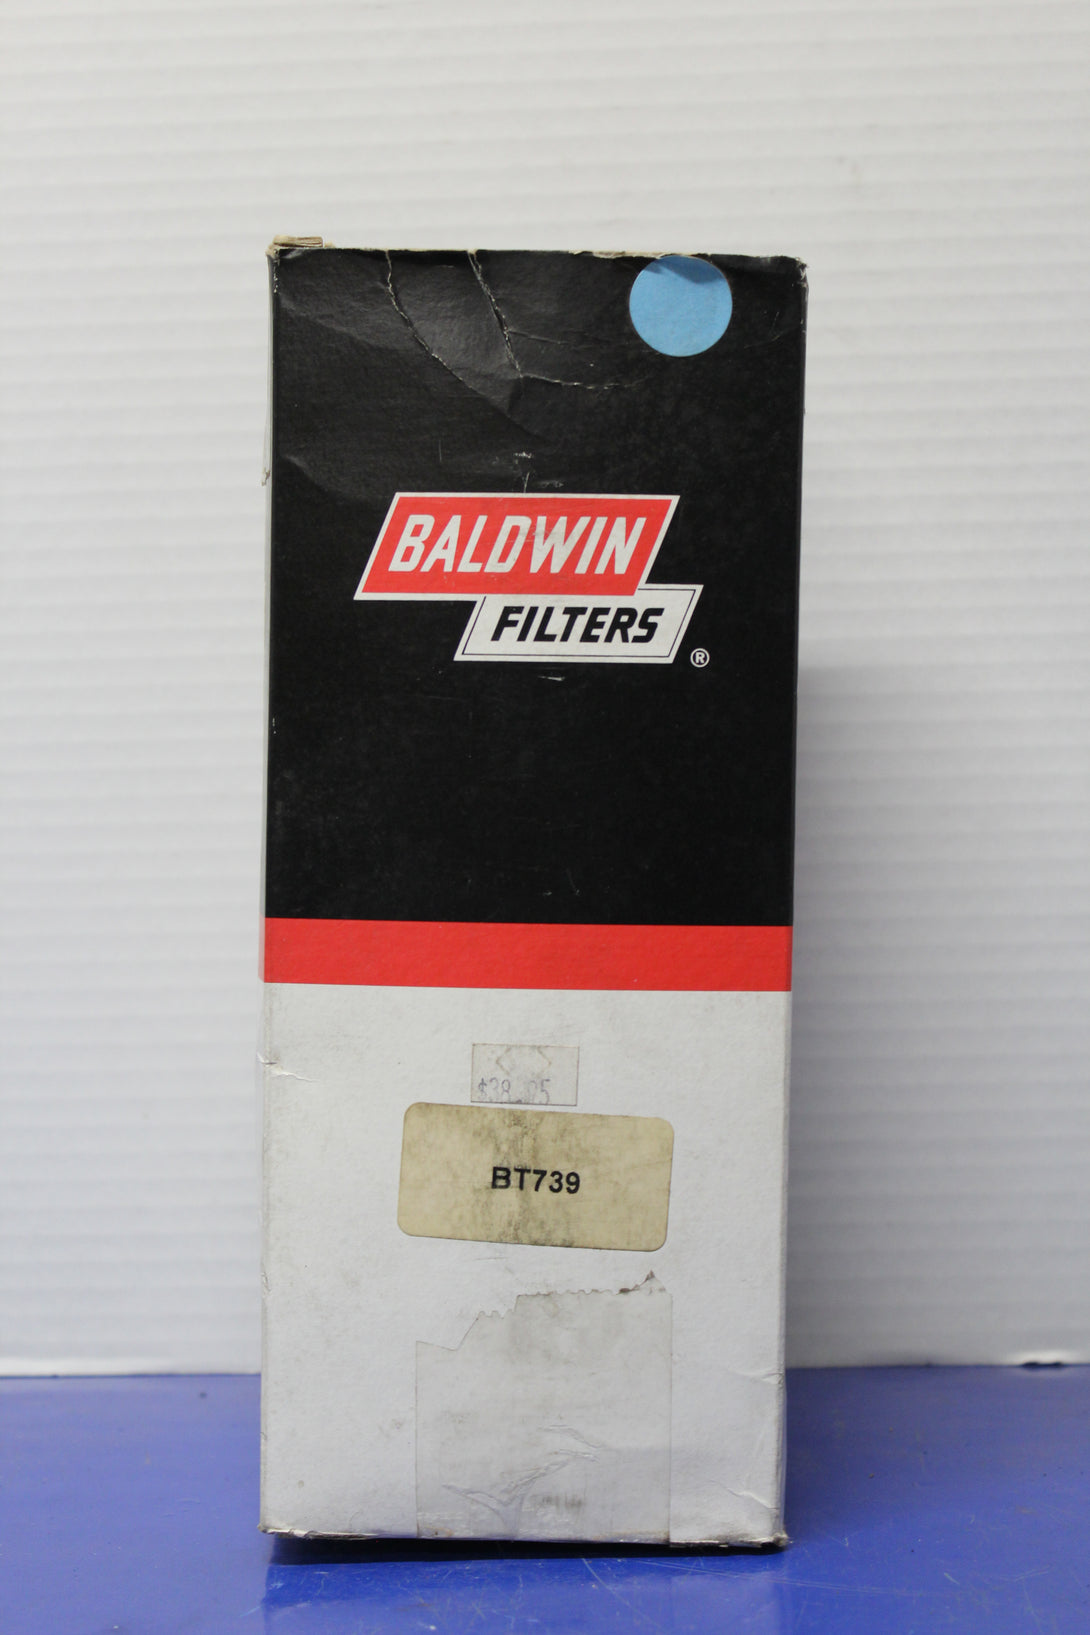 BALDWIN
FILTERS
®
BT739